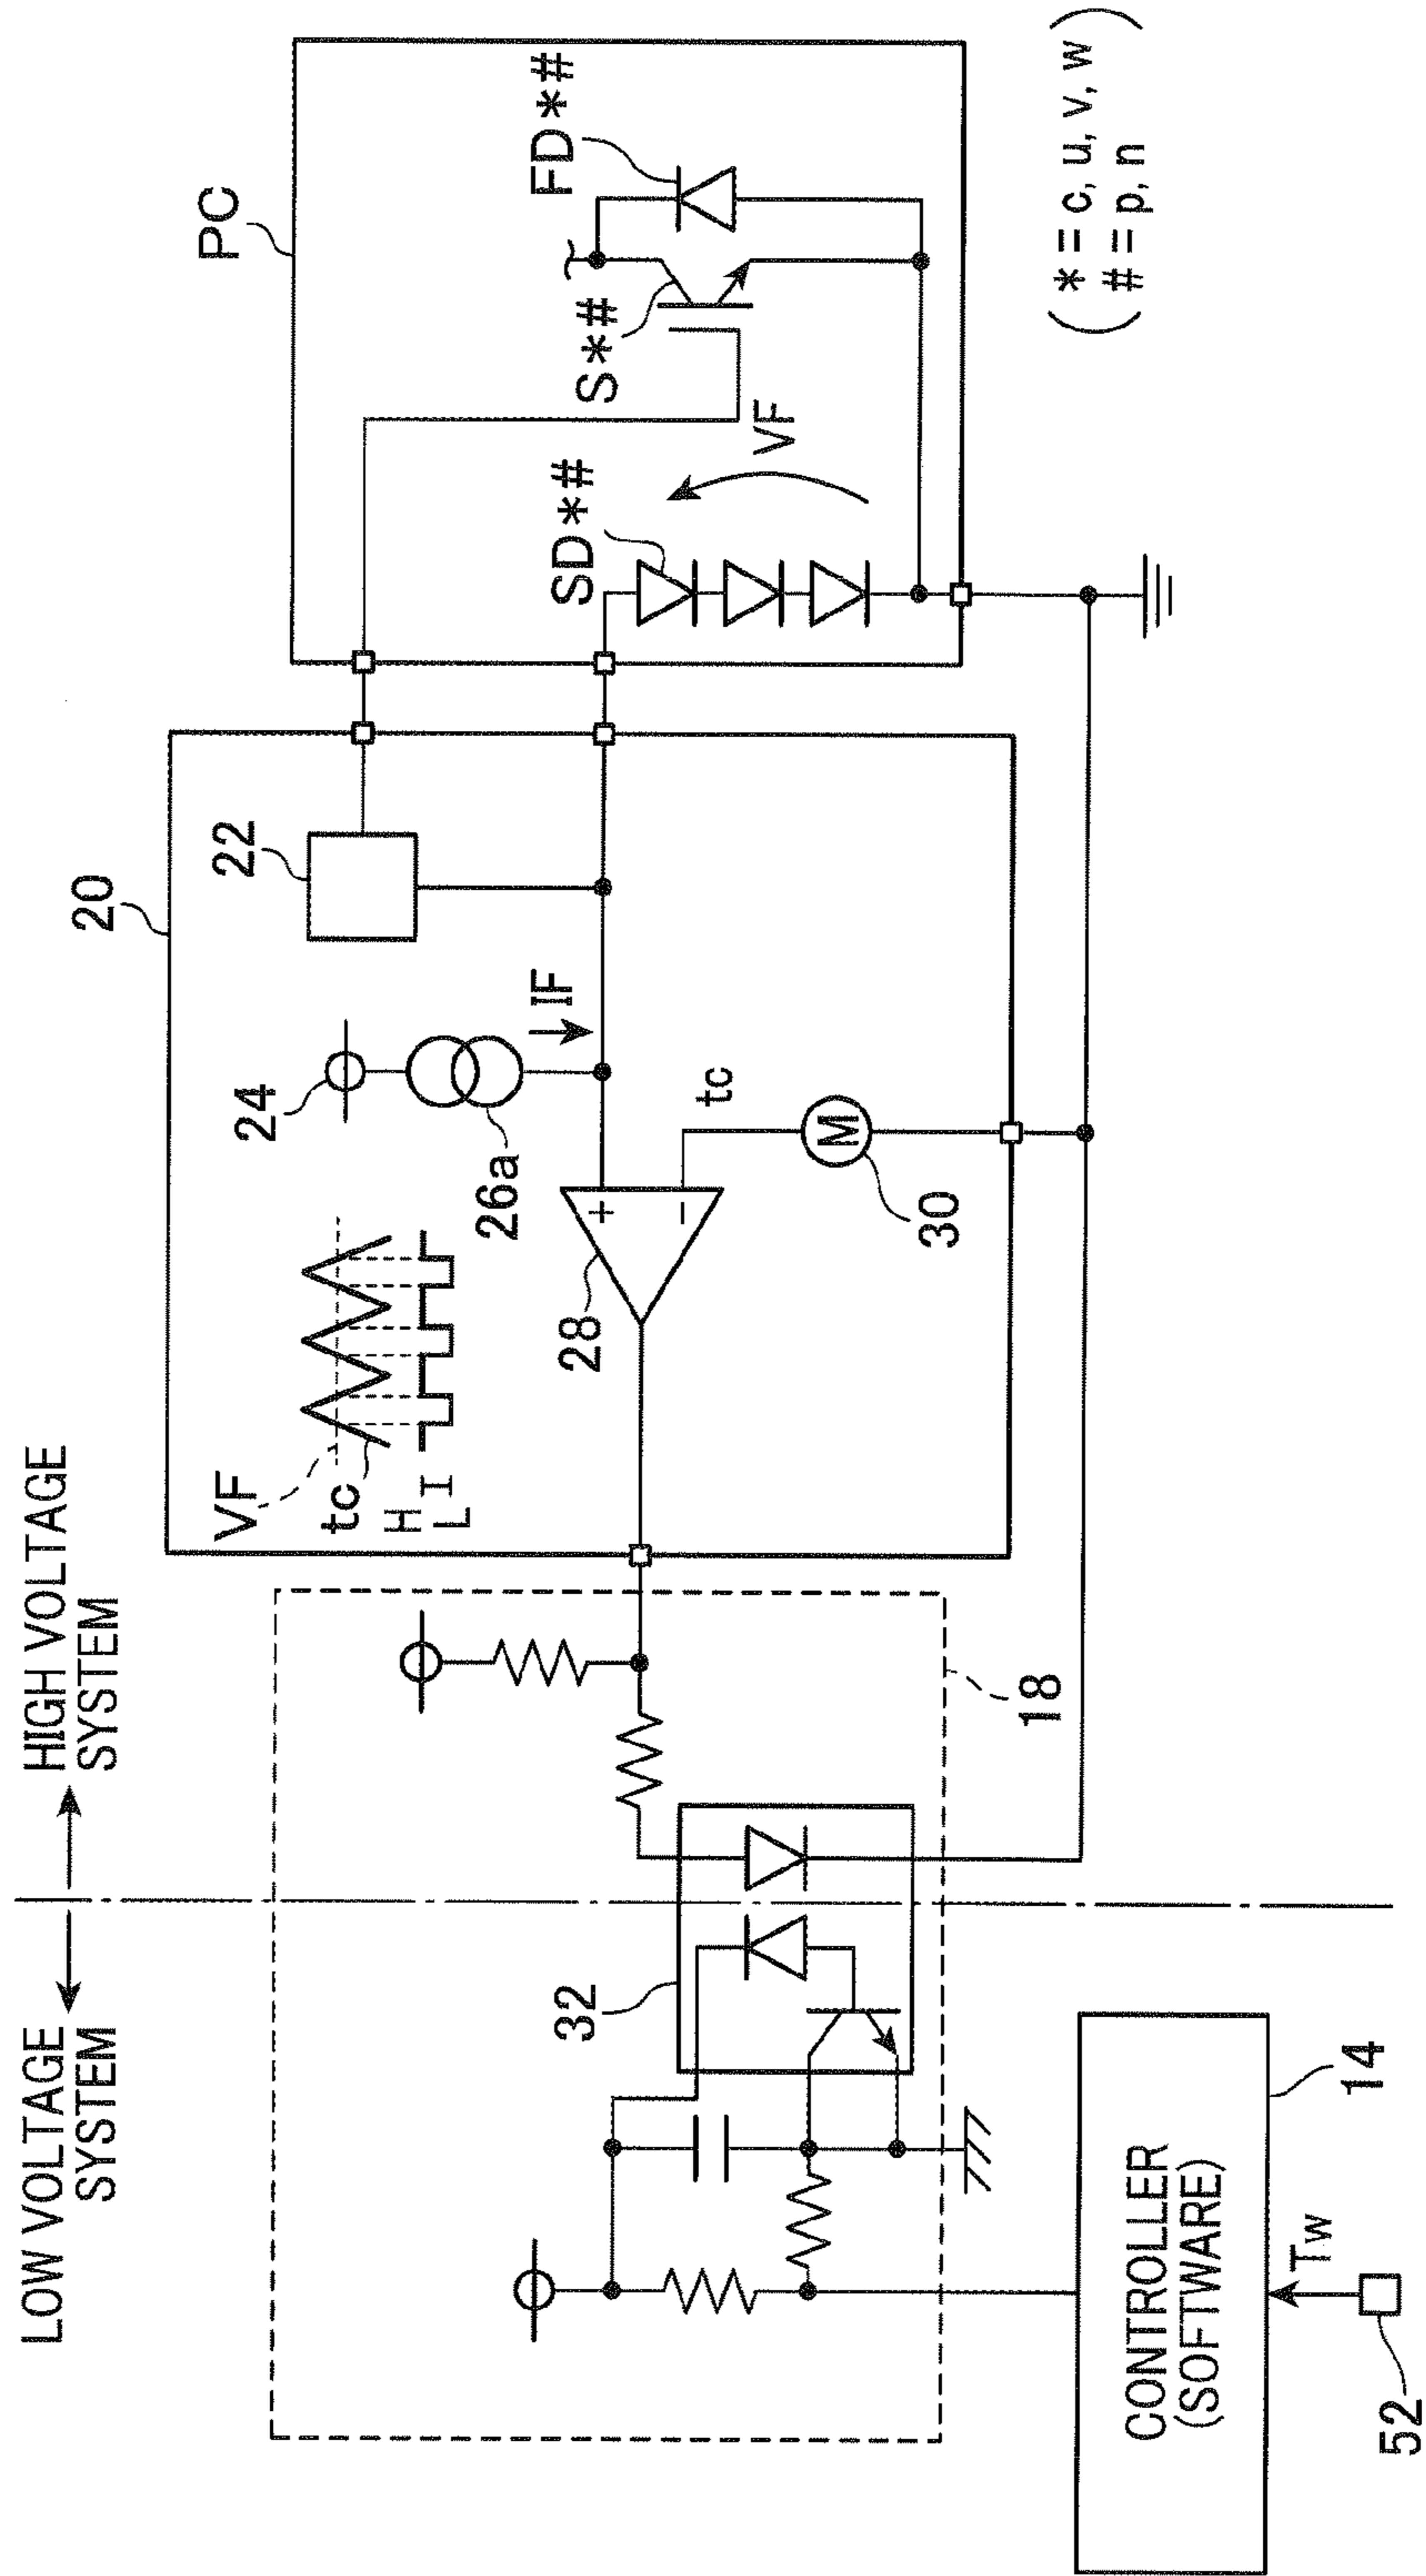 LOW VOLTAGE
SYSTEM
HIGH VOLTAGE
SYSTEM
20
PC
VF
tc
H
L
24
22
26a
IF
28
+
−
tc
M
30
FD*#
S*#
SD*#
VF
32
18
CONTROLLER
(SOFTWARE)
14
Tw
52
(* = c, u, v, w
# = p, n)